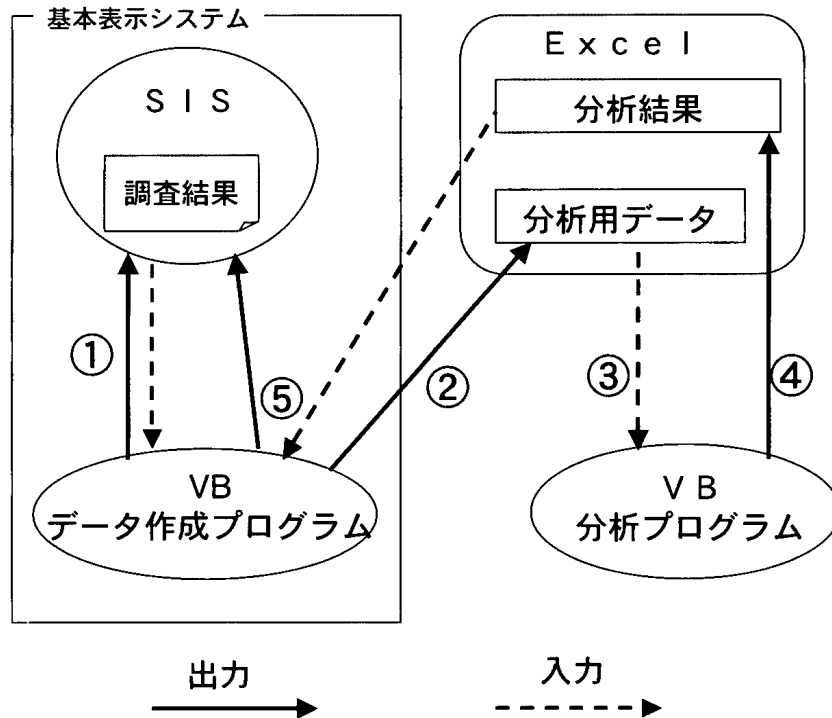 基本表示システム
SIS
調査結果
Excel
分析結果
分析用データ
①
⑤
②
③
④
VB
データ作成プログラム
VB
分析プログラム
出力
入力